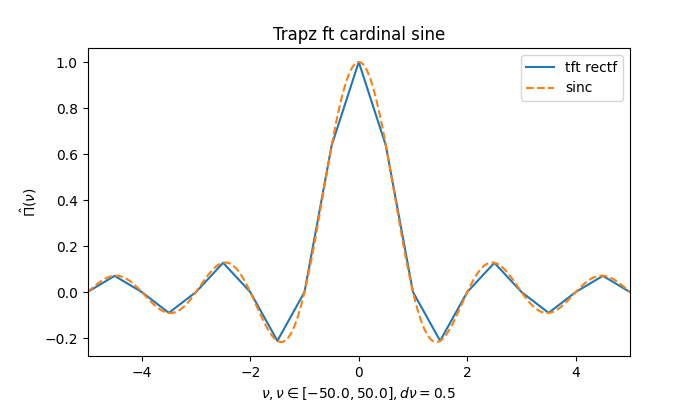 Trapz ft cardinal sine
1.0
0.8
0.6
0.4
0.2
0.0
−0.2
Π̂(ν)
tft rectf
sinc
−4 −2 0 2 4
ν, ν ∈ [−50.0, 50.0], dν = 0.5